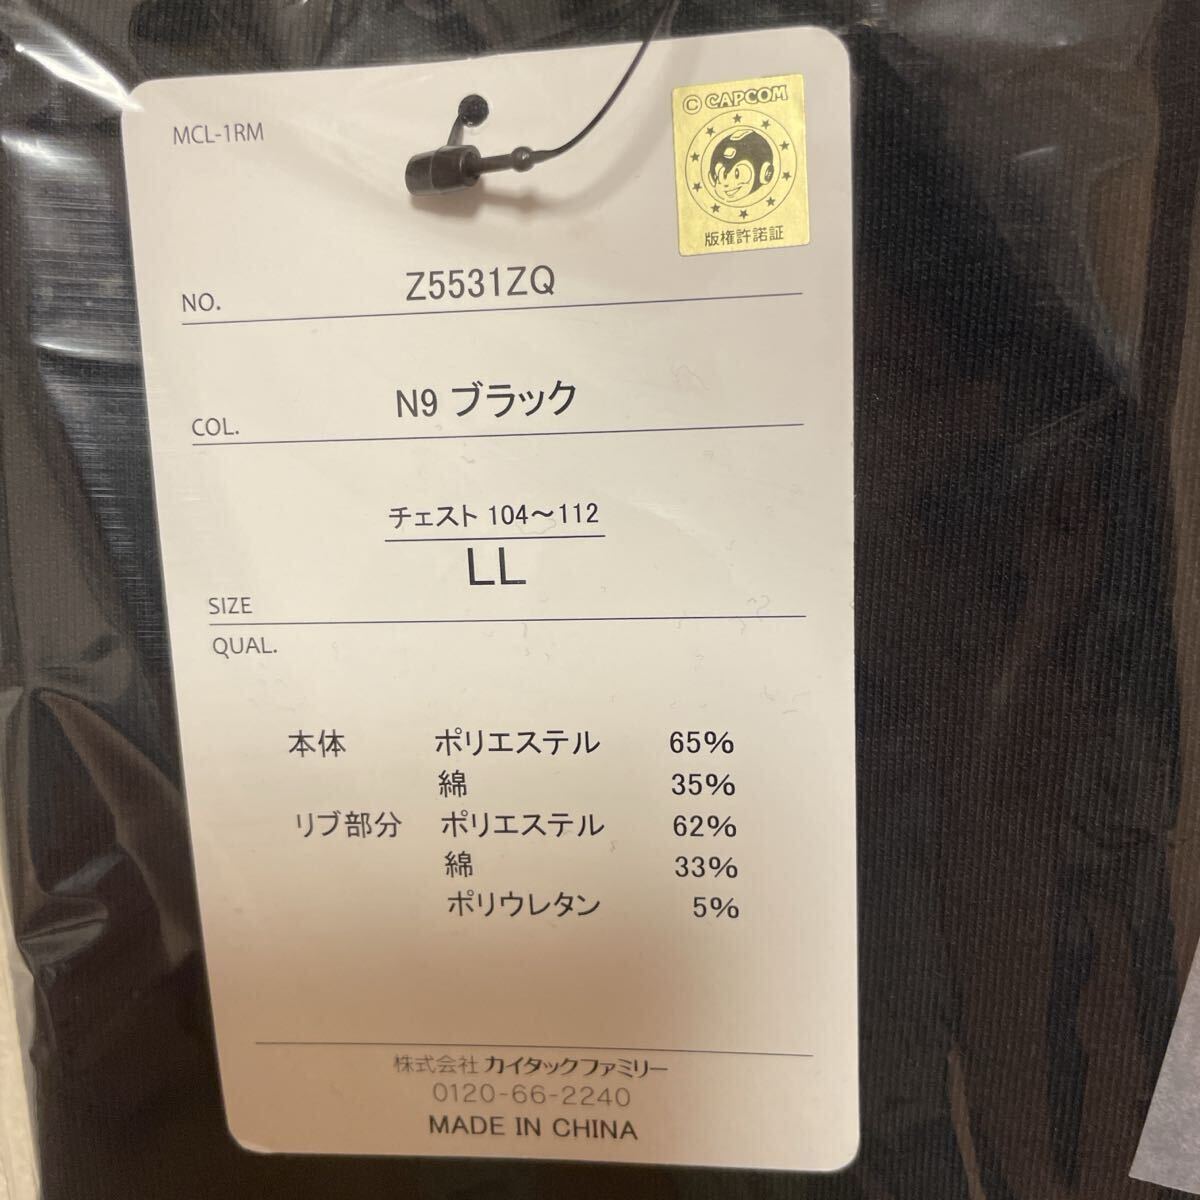 MCL-1RM
© CAPCOM
版権許諾証
NO. Z5531ZQ
COL. N9 ブラック
チェスト 104～112
LL
SIZE
QUAL.
本体 ポリエステル 65%
綿 35%
リブ部分 ポリエステル 62%
綿 33%
ポリウレタン 5%
株式会社 カイタックファミリー
0120-66-2240
MADE IN CHINA